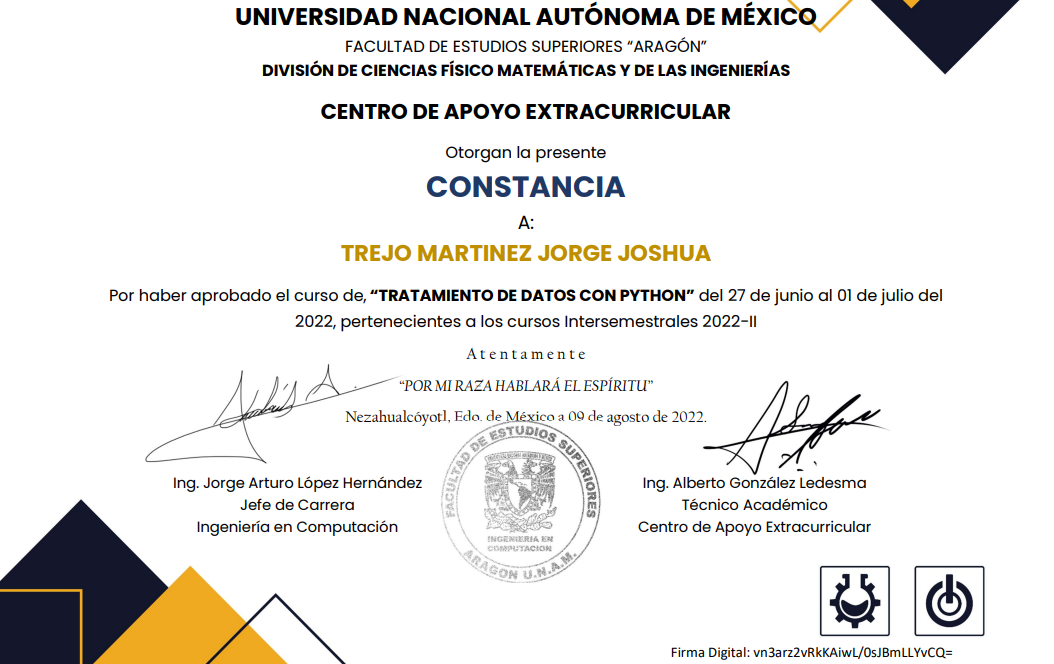 UNIVERSIDAD NACIONAL AUTÓNOMA DE MÉXICO
FACULTAD DE ESTUDIOS SUPERIORES “ARAGÓN”
DIVISIÓN DE CIENCIAS FÍSICO MATEMÁTICAS Y DE LAS INGENIERÍAS
CENTRO DE APOYO EXTRACURRICULAR
Otorgan la presente
CONSTANCIA
A:
TREJO MARTINEZ JORGE JOSHUA
Por haber aprobado el curso de, “TRATAMIENTO DE DATOS CON PYTHON” del 27 de junio al 01 de julio del
2022, pertenecientes a los cursos Intersemestrales 2022-II
Atentamente
“POR MI RAZA HABLARÁ EL ESPÍRITU”
Nezahualcóyotl, Edo. de México a 09 de agosto de 2022.
Ing. Jorge Arturo López Hernández
Jefe de Carrera
Ingeniería en Computación
FACULTAD DE ESTUDIOS SUPERIORES
INGENIERIA EN
COMPUTACION
ARAGON U.N.A.M.
Ing. Alberto González Ledesma
Técnico Académico
Centro de Apoyo Extracurricular
Firma Digital: vn3arz2vRkKAiwL/0sJBmLLYvCQ=